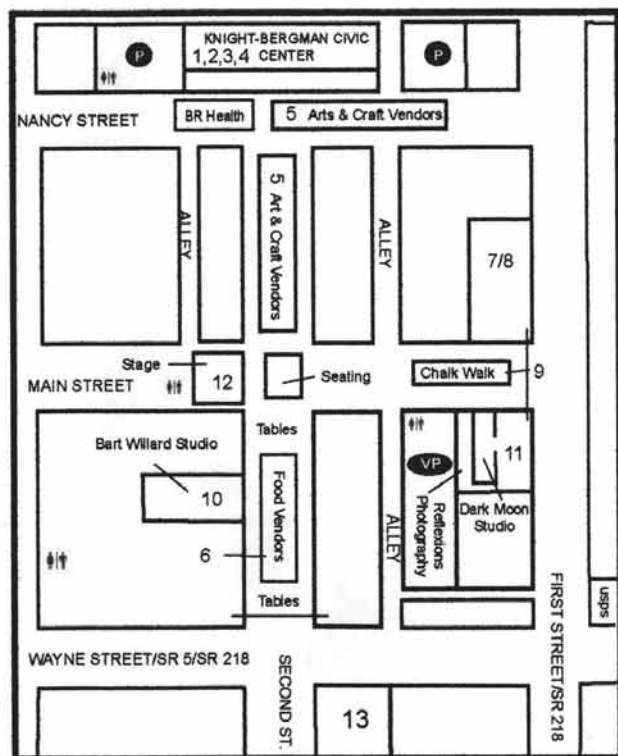 P
KNIGHT-BERGMAN CIVIC
1,2,3,4 CENTER
P
NANCY STREET
BR Health
5 Arts & Craft Vendors
ALLEY
5 Art & Craft Vendors
ALLEY
7/8
Stage
MAIN STREET
12
Seating
Chalk Walk
9
Tables
Bart Willard Studio
10
Food Vendors
6
Tables
ALLEY
VP
Reflexions
Photography
11
Dark Moon
Studio
FIRST STREET/SR 218
usps
WAYNE STREET/SR 5/SR 218
SECOND ST.
13